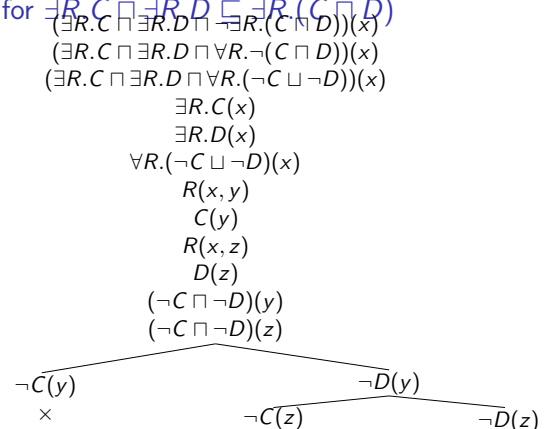 for ∃R.C ⊓ ∃R.D ⊑ ∃R.(C ⊓ D)
(∃R.C ⊓ ∃R.D ⊓ ¬∃R.(C ⊓ D))(x)
(∃R.C ⊓ ∃R.D ⊓ ∀R.¬(C ⊓ D))(x)
(∃R.C ⊓ ∃R.D ⊓ ∀R.(¬C ⊔ ¬D))(x)
∃R.C(x)
∃R.D(x)
∀R.(¬C ⊔ ¬D)(x)
R(x, y)
C(y)
R(x, z)
D(z)
(¬C ⊓ ¬D)(y)
(¬C ⊓ ¬D)(z)
¬C(y) ¬D(y)
× ¬C(z) ¬D(z)